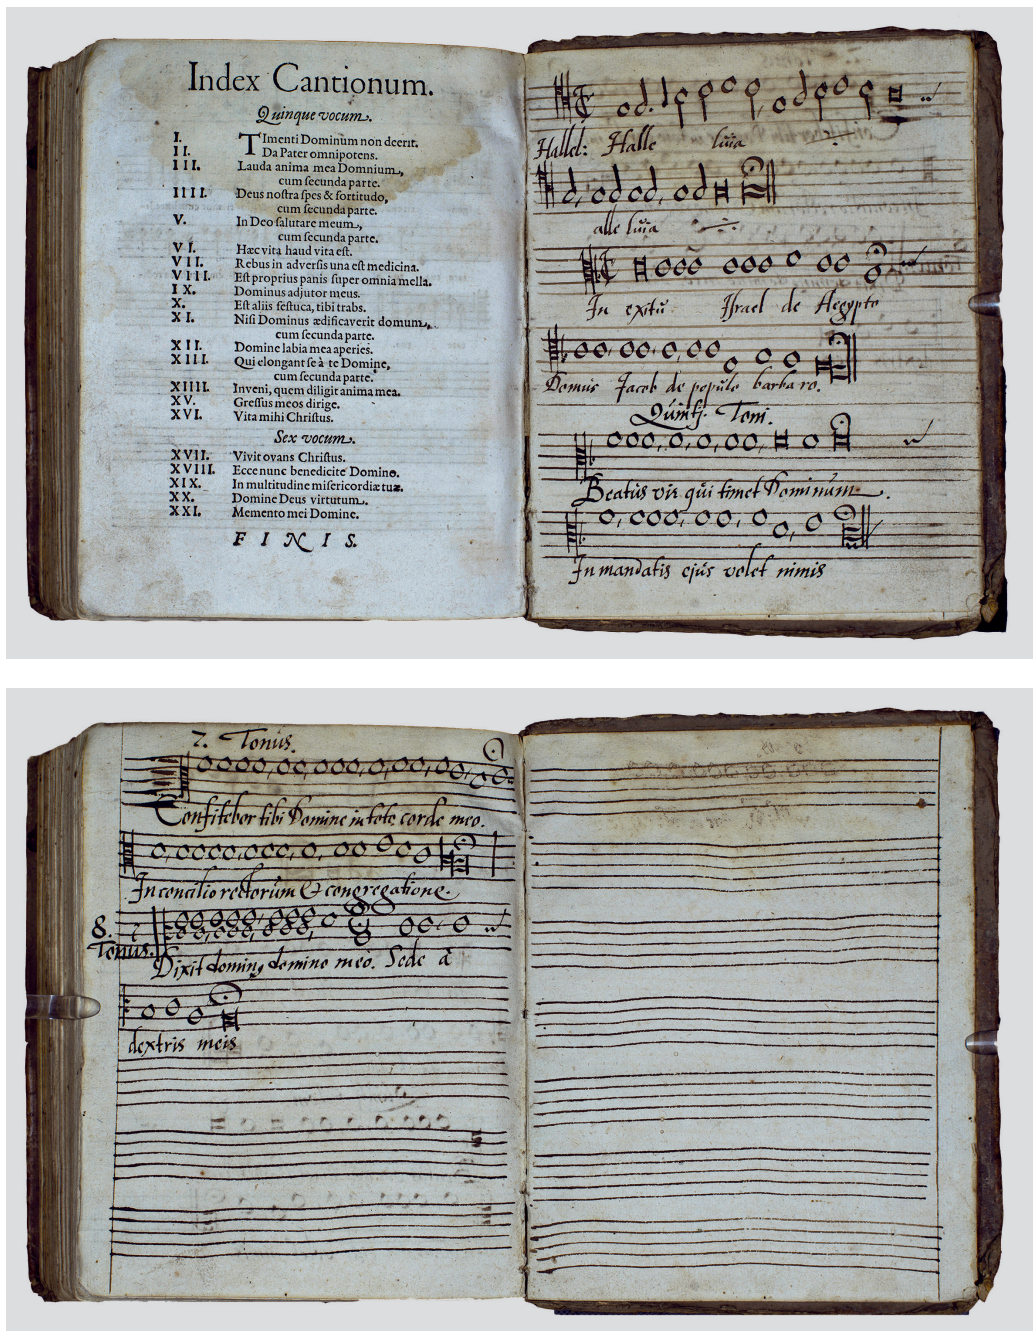 Index Cantionum.
Quinque vocum.
I. Timenti Dominum non deerit.
II. Da Pater omnipotens.
III. Lauda anima mea Domnium,
cum secunda parte.
IIII. Deus nostra spes & fortitudo,
cum secunda parte.
V. In Deo salutare meum,
cum secunda parte.
VI. Hæc vita haud vita est.
VII. Rebus in adversis una est medicina.
VIII. Est proprius panis super omnia mella.
IX. Dominus adjutor meus.
X. Est aliis festuca, tibi trabs.
XI. Nisi Dominus ædificaverit domum,
cum secunda parte.
XII. Domine labia mea aperies.
XIII. Qui elongant se à te Domine,
cum secunda parte.
XIIII. Inveni, quem diligit anima mea.
XV. Gressus meos dirige.
XVI. Vita mihi Christus.
Sex vocum.
XVII. Vivit ovans Christus.
XVIII. Ecce nunc benedicite Domino.
XIX. In multitudine misericordiæ tuæ.
XX. Domine Deus virtutum.
XXI. Memento mei Domine.
FINIS.
Hallel: Halle luia
alle luia
In exitu Israel de Aegypto
Domus Jacob de populo barbaro.
Quinti Toni.
Beatus vir qui timet Dominum.
In mandatis ejus volet nimis
7. Tonus.
Confitebor tibi Domine in toto corde meo.
In concilio rectorum & congregatione.
8.
Tonus.
Dixit dominus domino meo. Sede à
dextris meis